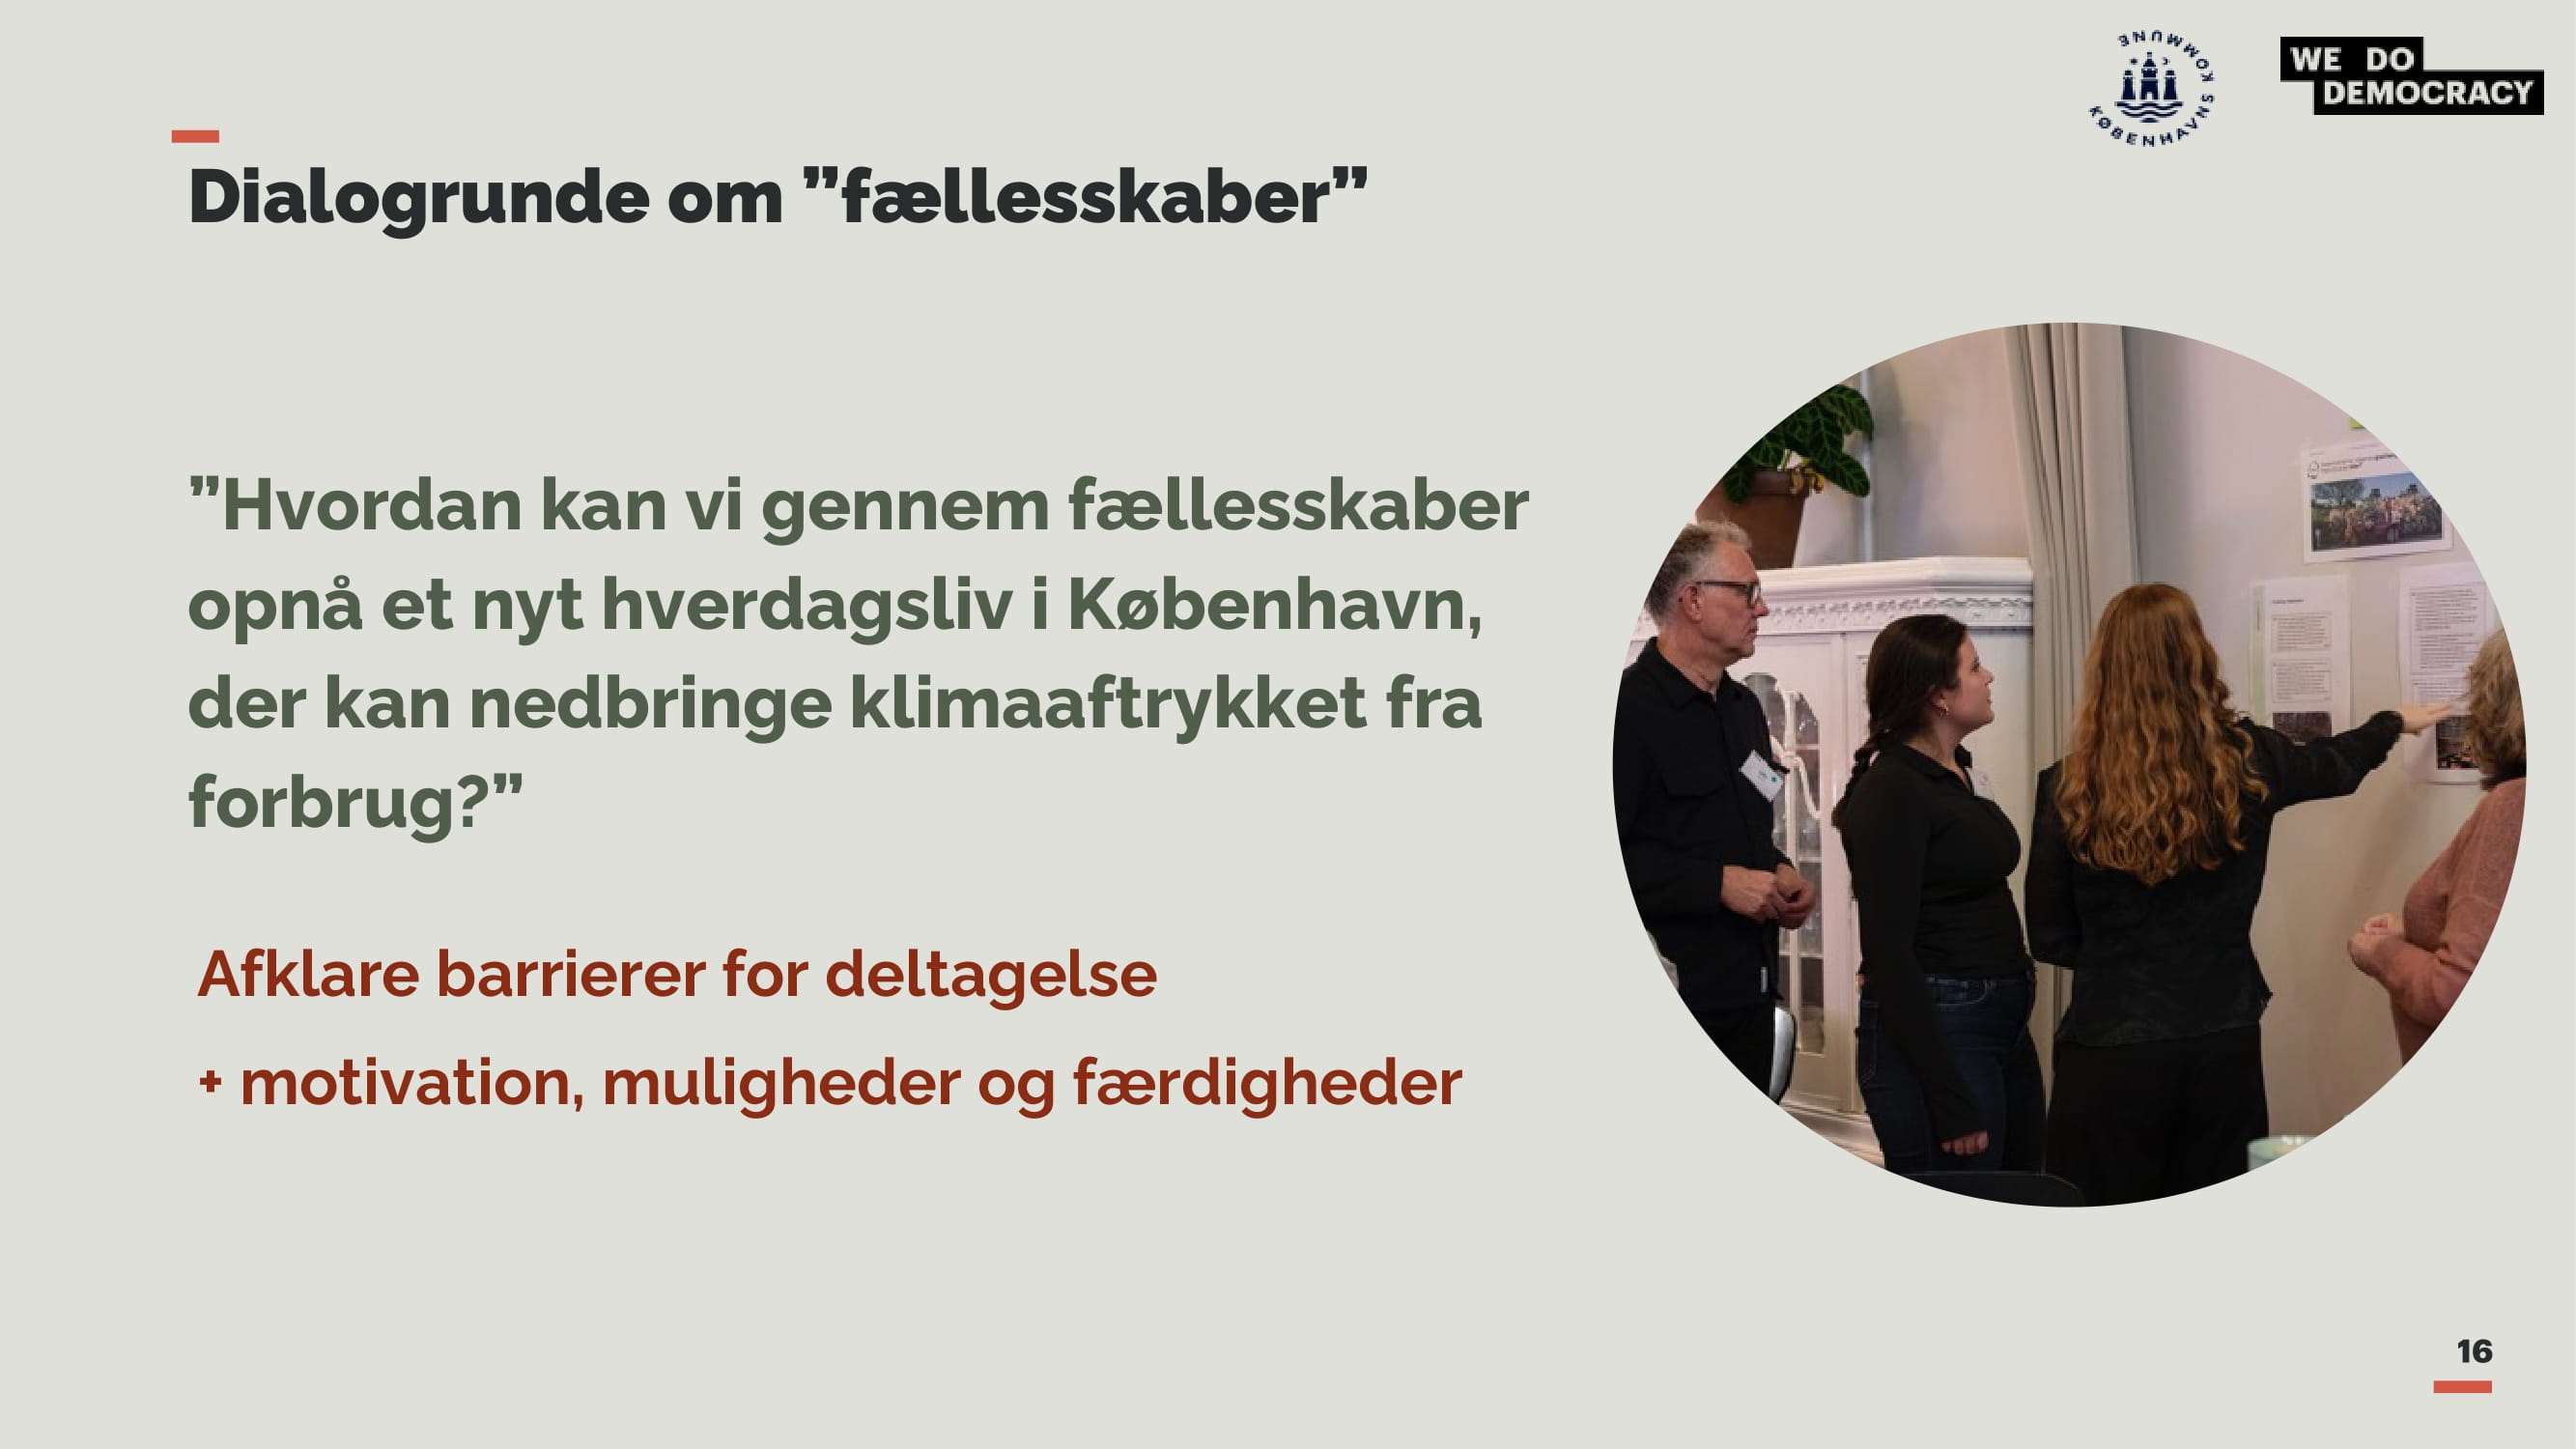 KØBENHAVNS KOMMUNE
WE DO
DEMOCRACY
Dialogrunde om ”fællesskaber”
”Hvordan kan vi gennem fællesskaber
opnå et nyt hverdagsliv i København,
der kan nedbringe klimaaftrykket fra
forbrug?”
Afklare barrierer for deltagelse
+ motivation, muligheder og færdigheder
16